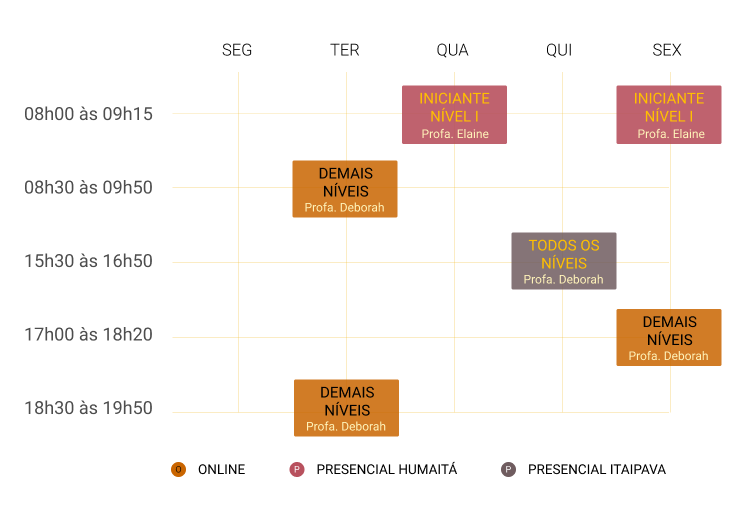 SEG TER QUA QUI SEX
08h00 às 09h15
INICIANTE
NÍVEL I
Profa. Elaine
INICIANTE
NÍVEL I
Profa. Elaine
08h30 às 09h50
DEMAIS
NÍVEIS
Profa. Deborah
15h30 às 16h50
TODOS OS
NÍVEIS
Profa. Deborah
17h00 às 18h20
DEMAIS
NÍVEIS
Profa. Deborah
18h30 às 19h50
DEMAIS
NÍVEIS
Profa. Deborah
O ONLINE P PRESENCIAL HUMAITÁ P PRESENCIAL ITAIPAVA